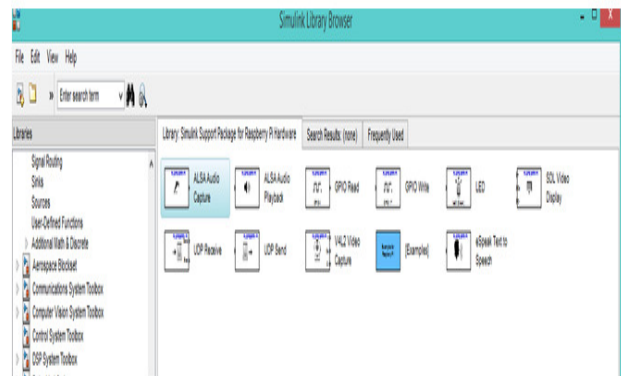 Simulink Library Browser
File Edit View Help
» Enter search term
Libraries
Library: Simulink Support Package for Raspberry Pi Hardware Search Results: (none) Frequently Used
Signal Routing
Sinks
Sources
User-Defined Functions
Additional Math & Discrete
Aerospace Blockset
Communications System Toolbox
Computer Vision System Toolbox
Control System Toolbox
DSP System Toolbox
ALSA Audio Capture
ALSA Audio Playback
GPIO Read
GPIO Write
LED
SDL Video Display
UDP Receive
UDP Send
V4L2 Video Capture
[Examples]
eSpeak Text to Speech